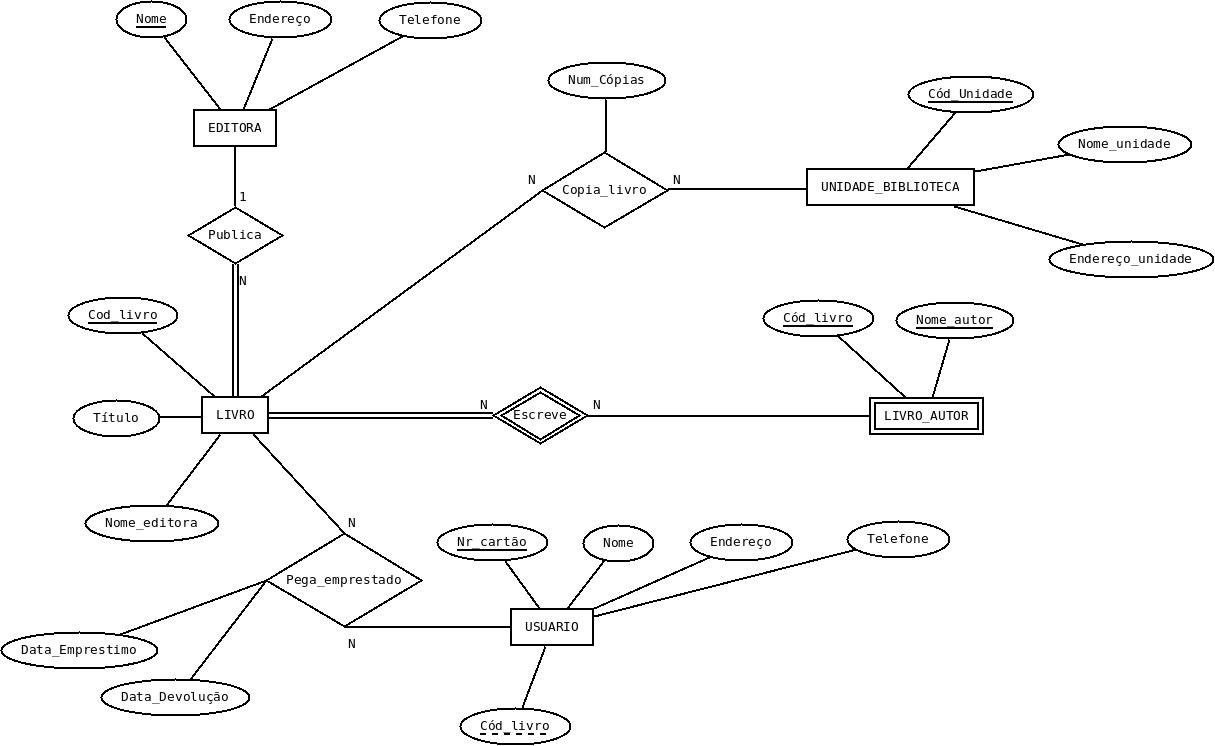 Nome
Endereço
Telefone
EDITORA
1
Publica
N
Num_Cópias
N
Copia_livro
N
Cód_Unidade
Nome_unidade
UNIDADE_BIBLIOTECA
Endereço_unidade
Cod_livro
Título
LIVRO
Nome_editora
N
Escreve
N
Cód_livro
Nome_autor
LIVRO_AUTOR
N
Pega_emprestado
N
Data_Emprestimo
Data_Devolução
Nr_cartão
Nome
Endereço
Telefone
USUARIO
Cód_livro